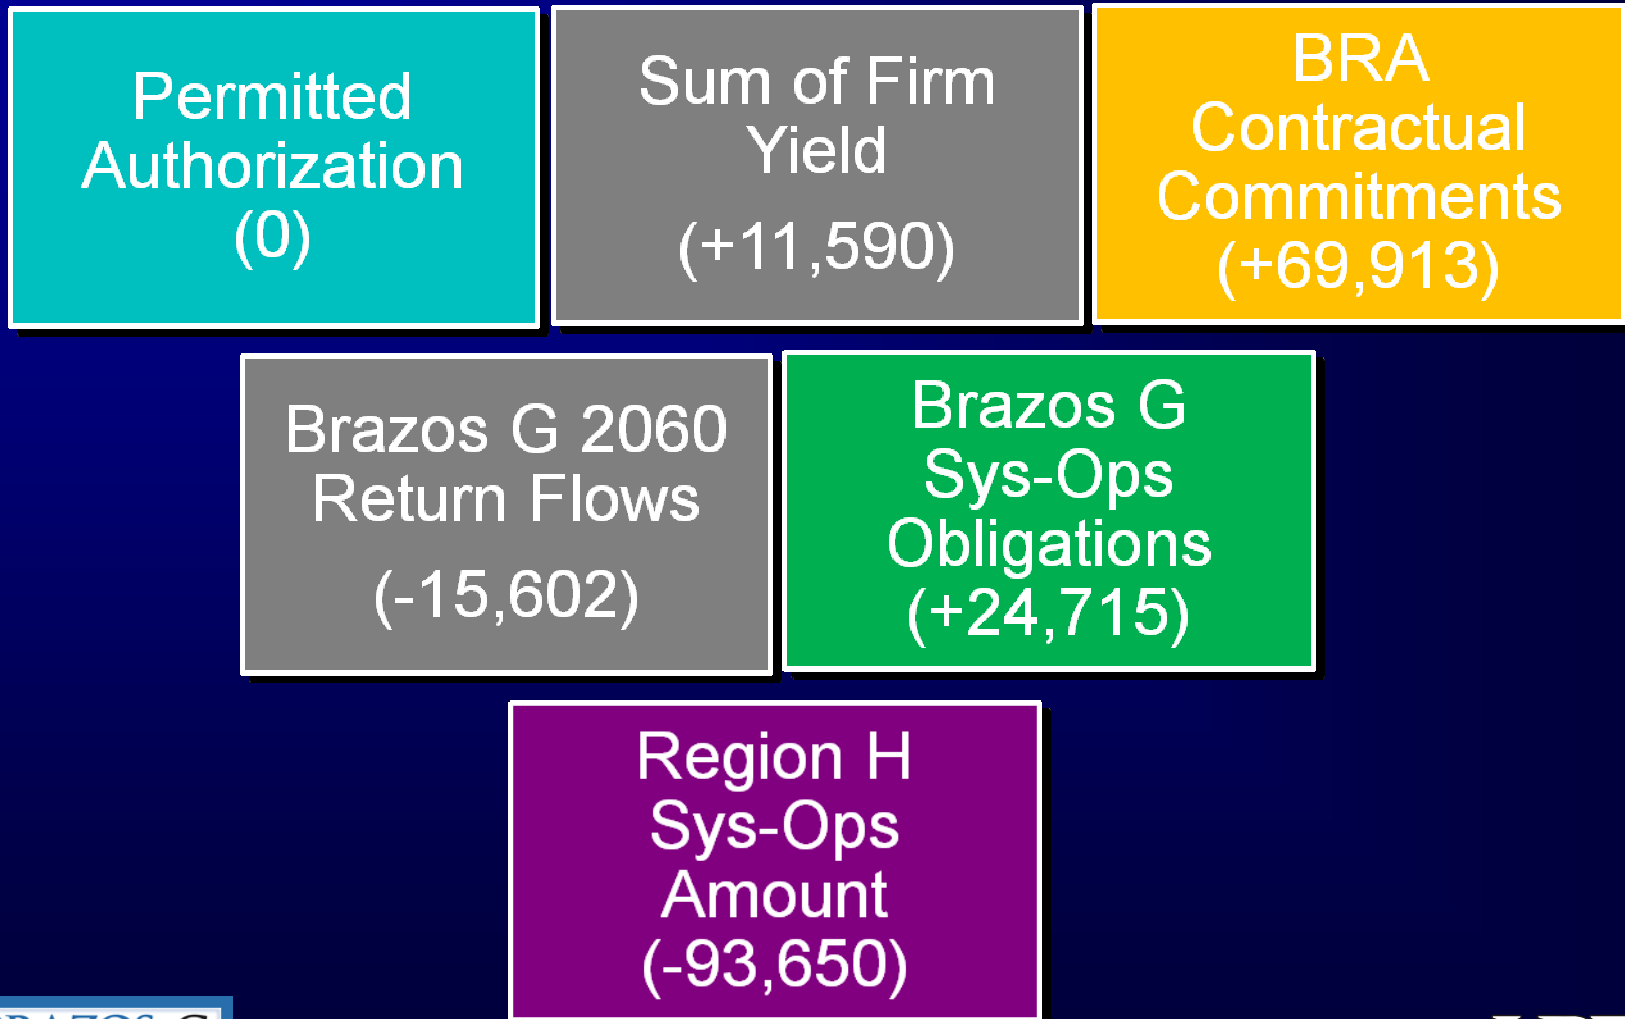 Permitted
Authorization
(0)
Sum of Firm
Yield
(+11,590)
BRA
Contractual
Commitments
(+69,913)
Brazos G 2060
Return Flows
(-15,602)
Brazos G
Sys-Ops
Obligations
(+24,715)
Region H
Sys-Ops
Amount
(-93,650)